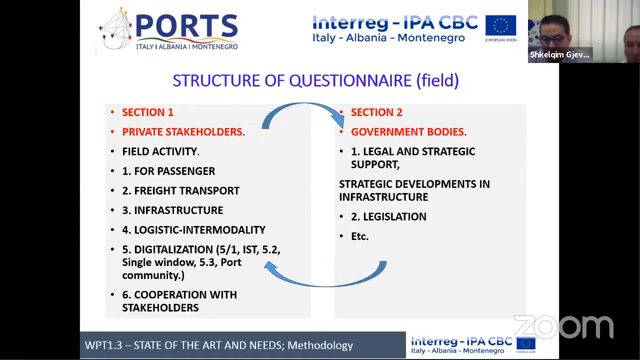 PORTS
ITALY | ALBANIA | MONTENEGRO
Interreg - IPA CBC
Italy - Albania - Montenegro
EUROPEAN UNION
Shkelqim Gjev...
STRUCTURE OF QUESTIONNAIRE (field)
• SECTION 1
• PRIVATE STAKEHOLDERS.
FIELD ACTIVITY.
• 1. FOR PASSENGER
• 2. FREIGHT TRANSPORT
• 3. INFRASTRUCTURE
• 4. LOGISTIC-INTERMODALITY
• 5. DIGITALIZATION (5/1, IST, 5.2,
Single window, 5.3, Port
community.)
• 6. COOPERATION WITH
STAKEHOLDERS
• SECTION 2
• GOVERNMENT BODIES.
• 1. LEGAL AND STRATEGIC
SUPPORT,
STRATEGIC DEVELOPMENTS IN
INFRASTRUCTURE
• 2. LEGISLATION
• Etc.
zoom
WPT1.3 – STATE OF THE ART AND NEEDS; Methodology
Interreg - IPA CBC
Italy - Albania - Montenegro